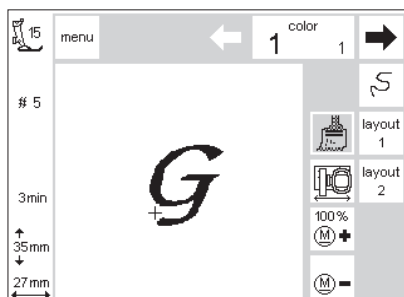 15
menu
color
1 1
# 5
layout
1
layout
2
3min
100%
M +
35mm
M −
27mm
G